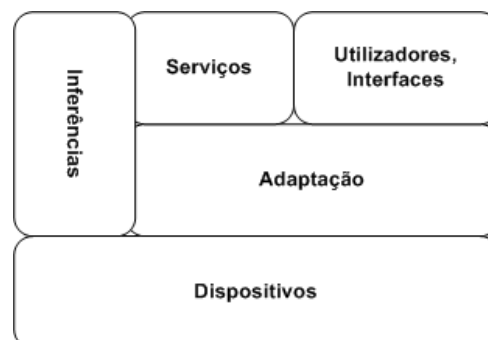 Inferências
Serviços
Utilizadores,
Interfaces
Adaptação
Dispositivos